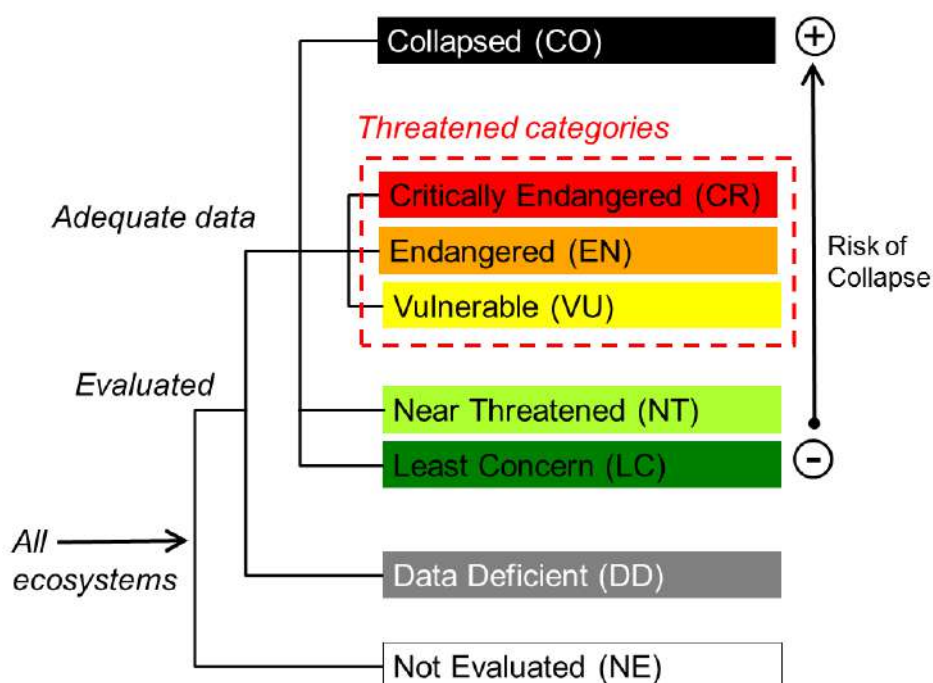 Collapsed (CO)
+
Threatened categories
Critically Endangered (CR)
Adequate data
Endangered (EN)
Risk of
Collapse
Vulnerable (VU)
Evaluated
Near Threatened (NT)
Least Concern (LC)
-
All
ecosystems
Data Deficient (DD)
Not Evaluated (NE)